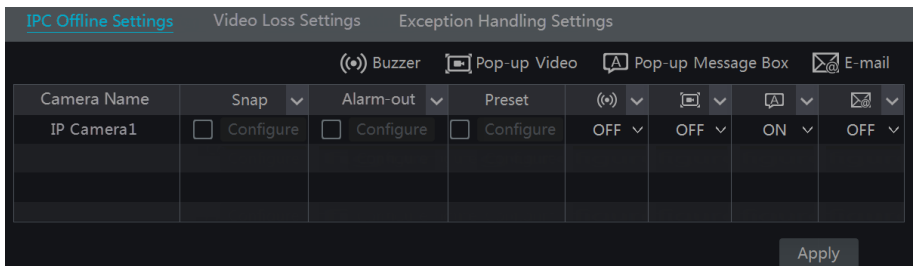 IPC Offline Settings Video Loss Settings Exception Handling Settings
Buzzer Pop-up Video A Pop-up Message Box E-mail
Camera Name Snap Alarm-out Preset A
IP Camera1 Configure Configure Configure OFF OFF ON OFF
Apply